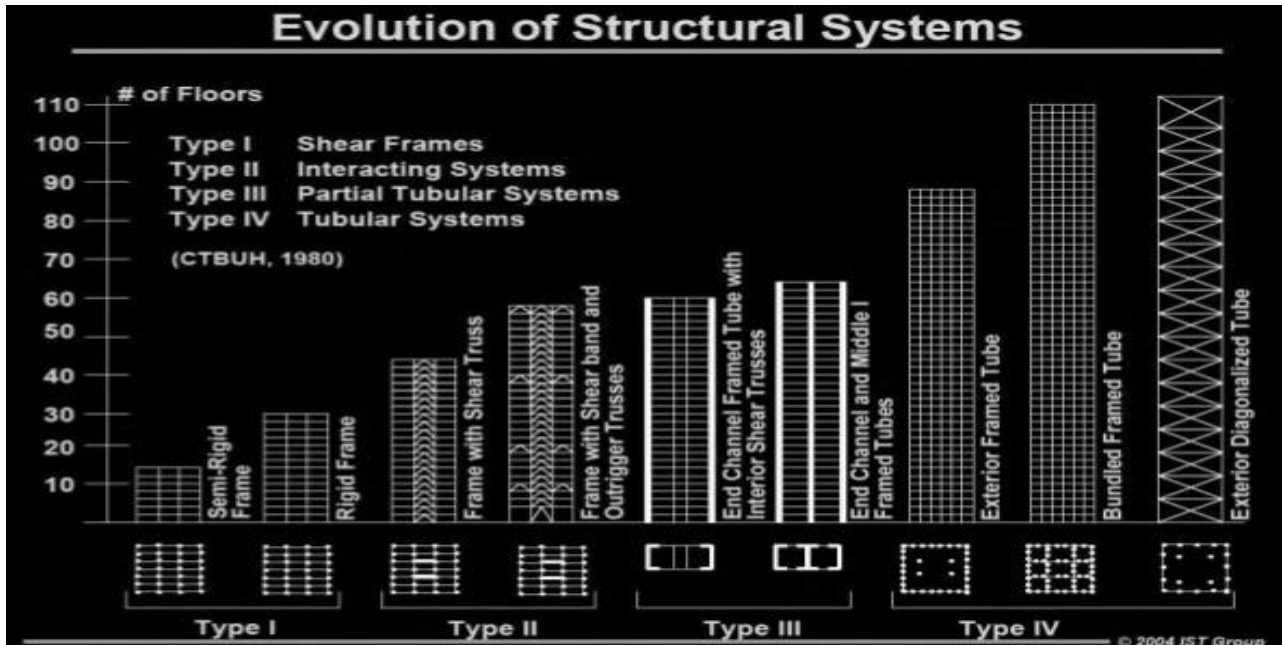 Evolution of Structural Systems
# of Floors
110
100
90
80
70
60
50
40
30
20
10
Type I Shear Frames
Type II Interacting Systems
Type III Partial Tubular Systems
Type IV Tubular Systems
(CTBUH, 1980)
Semi-Rigid
Frame
Rigid Frame
Frame with Shear Truss
Frame with Shear band and
Outrigger Trusses
End Channel Framed Tube with
Interior Shear Trusses
End Channel and Middle I
Framed Tubes
Exterior Framed Tube
Bundled Framed Tube
Exterior Diagonalized Tube
Type I
Type II
Type III
Type IV
© 2004 IST Group